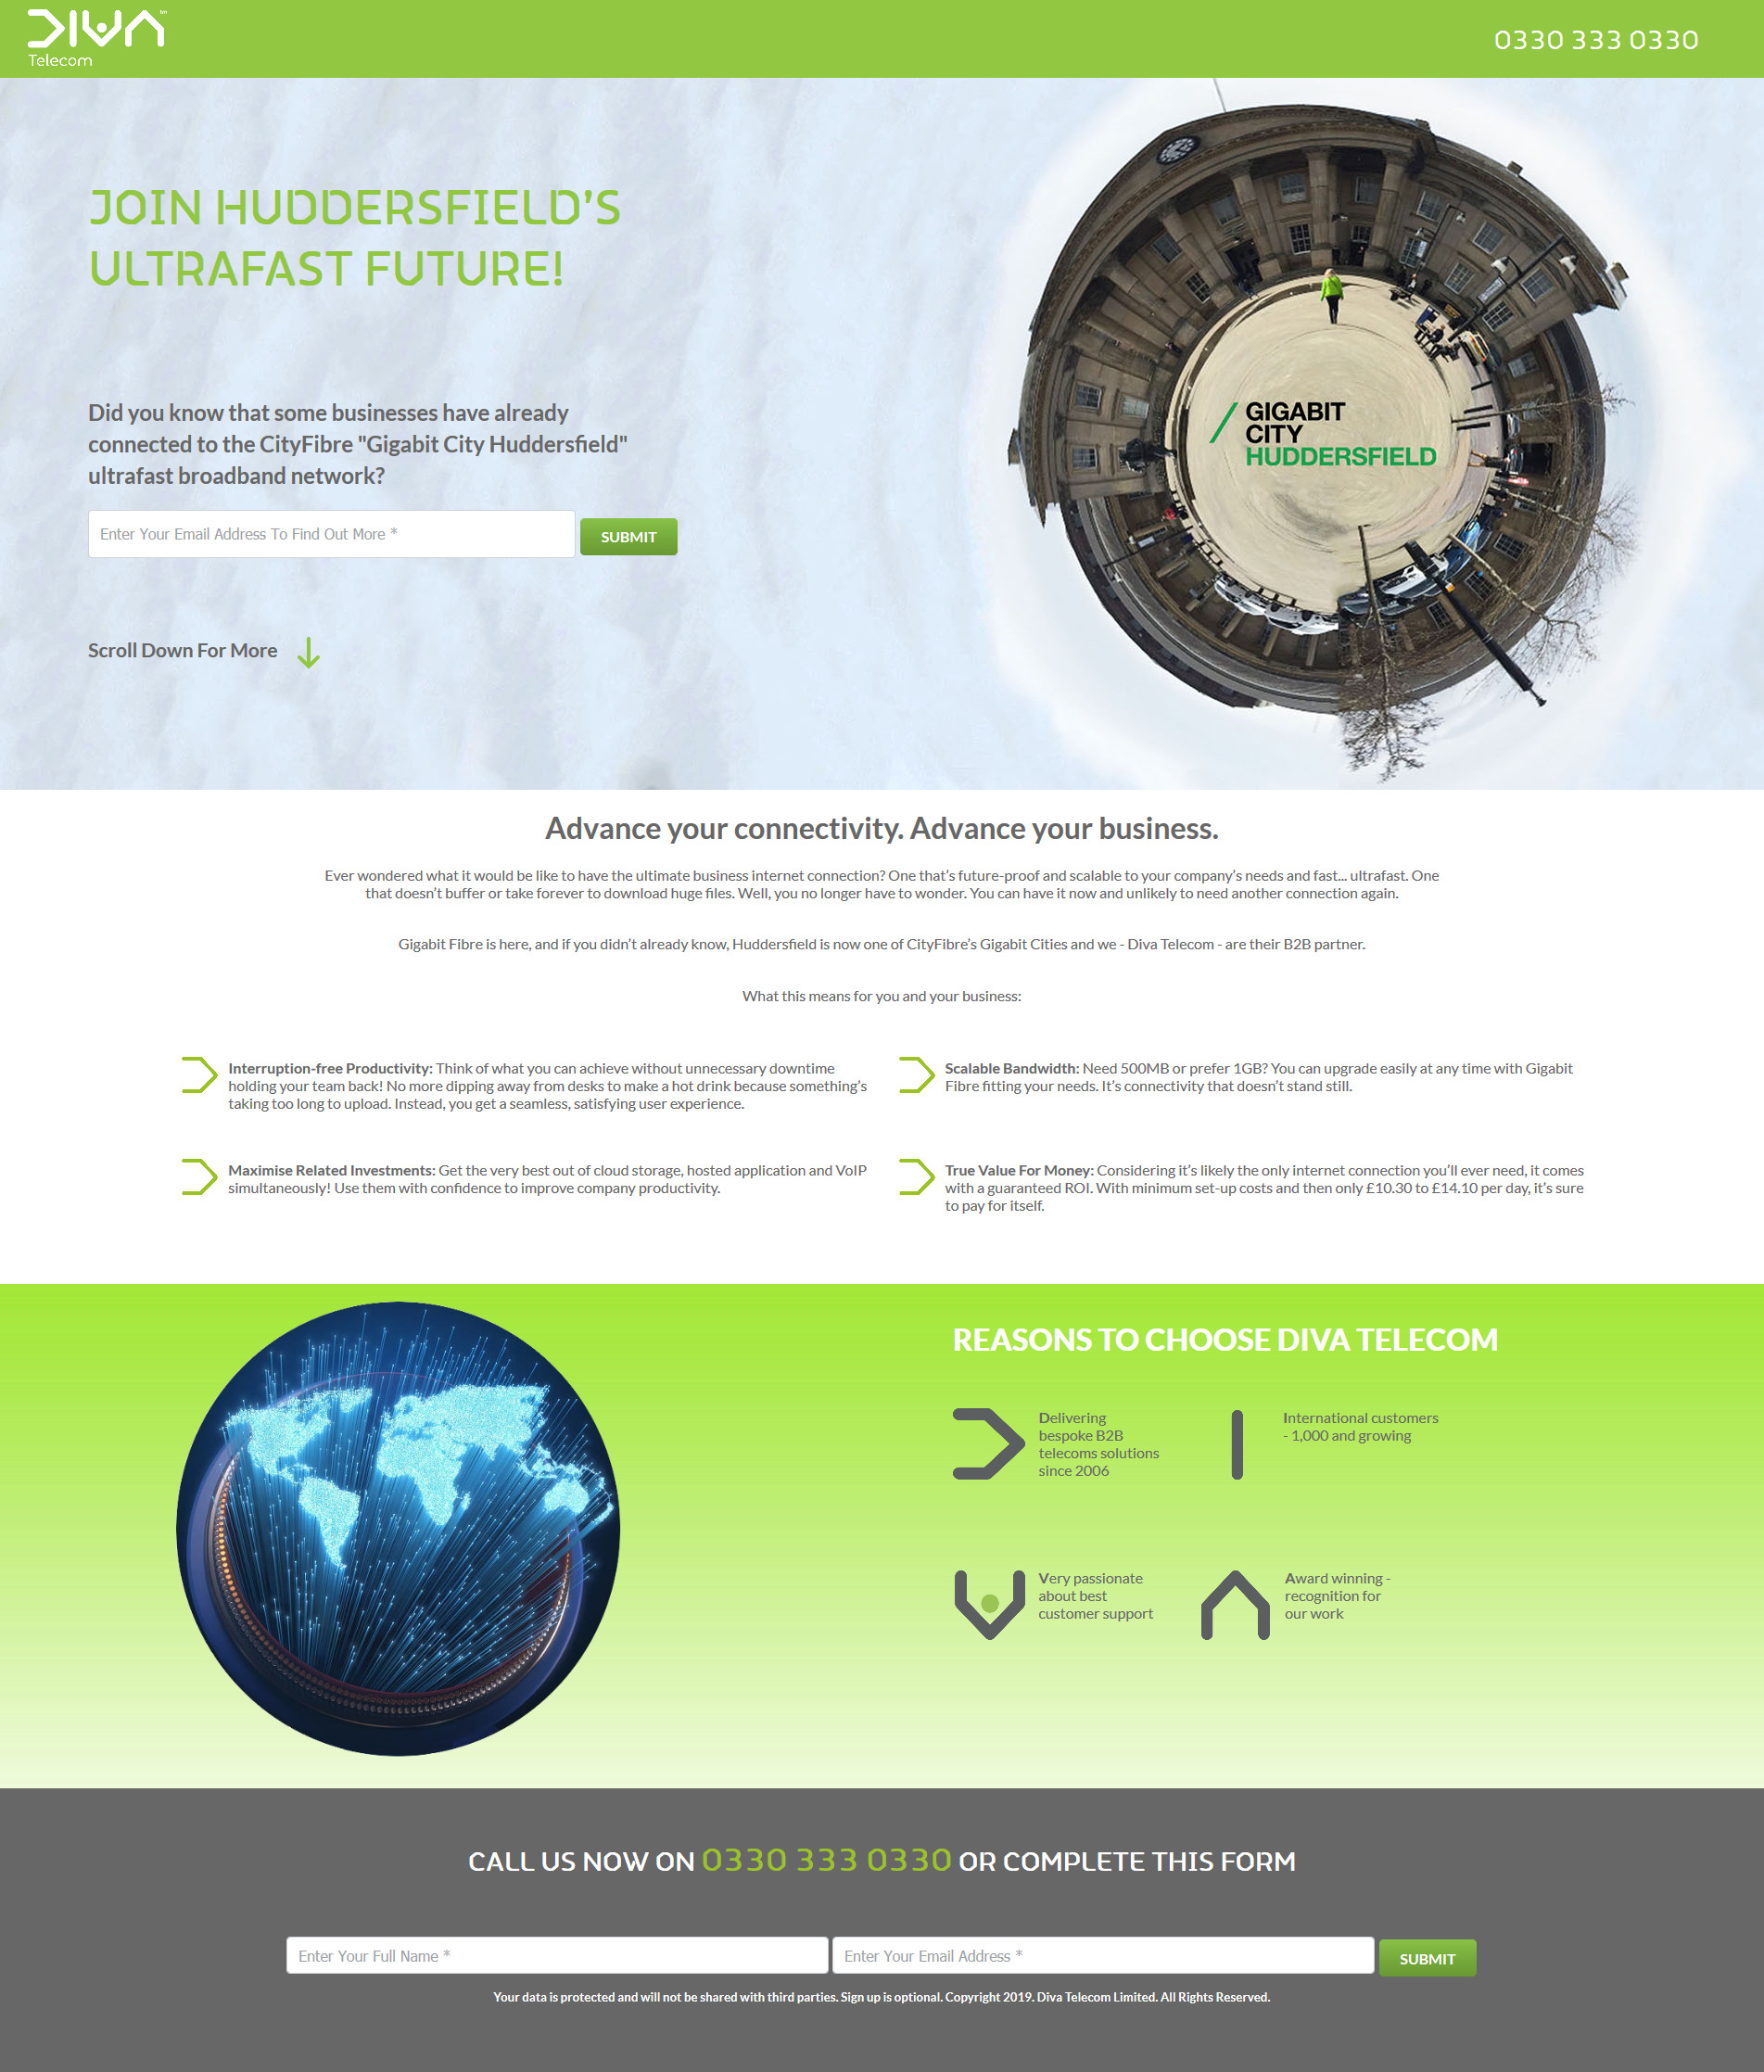 DIVA™
Telecom
0330 333 0330
JOIN HUDDERSFIELD'S
ULTRAFAST FUTURE!
Did you know that some businesses have already
connected to the CityFibre "Gigabit City Huddersfield"
ultrafast broadband network?
Enter Your Email Address To Find Out More *
SUBMIT
Scroll Down For More
GIGABIT
CITY
HUDDERSFIELD
Advance your connectivity. Advance your business.
Ever wondered what it would be like to have the ultimate business internet connection? One that's future-proof and scalable to your company's needs and fast... ultrafast. One
that doesn't buffer or take forever to download huge files. Well, you no longer have to wonder. You can have it now and unlikely to need another connection again.
Gigabit Fibre is here, and if you didn't already know, Huddersfield is now one of CityFibre's Gigabit Cities and we - Diva Telecom - are their B2B partner.
What this means for you and your business:
Interruption-free Productivity: Think of what you can achieve without unnecessary downtime
holding your team back! No more dipping away from desks to make a hot drink because something's
taking too long to upload. Instead, you get a seamless, satisfying user experience.
Scalable Bandwidth: Need 500MB or prefer 1GB? You can upgrade easily at any time with Gigabit
Fibre fitting your needs. It's connectivity that doesn't stand still.
Maximise Related Investments: Get the very best out of cloud storage, hosted application and VoIP
simultaneously! Use them with confidence to improve company productivity.
True Value For Money: Considering it's likely the only internet connection you'll ever need, it comes
with a guaranteed ROI. With minimum set-up costs and then only £10.30 to £14.10 per day, it's sure
to pay for itself.
REASONS TO CHOOSE DIVA TELECOM
Delivering
bespoke B2B
telecoms solutions
since 2006
International customers
- 1,000 and growing
Very passionate
about best
customer support
Award winning -
recognition for
our work
CALL US NOW ON 0330 333 0330 OR COMPLETE THIS FORM
Enter Your Full Name *
Enter Your Email Address *
SUBMIT
Your data is protected and will not be shared with third parties. Sign up is optional. Copyright 2019. Diva Telecom Limited. All Rights Reserved.